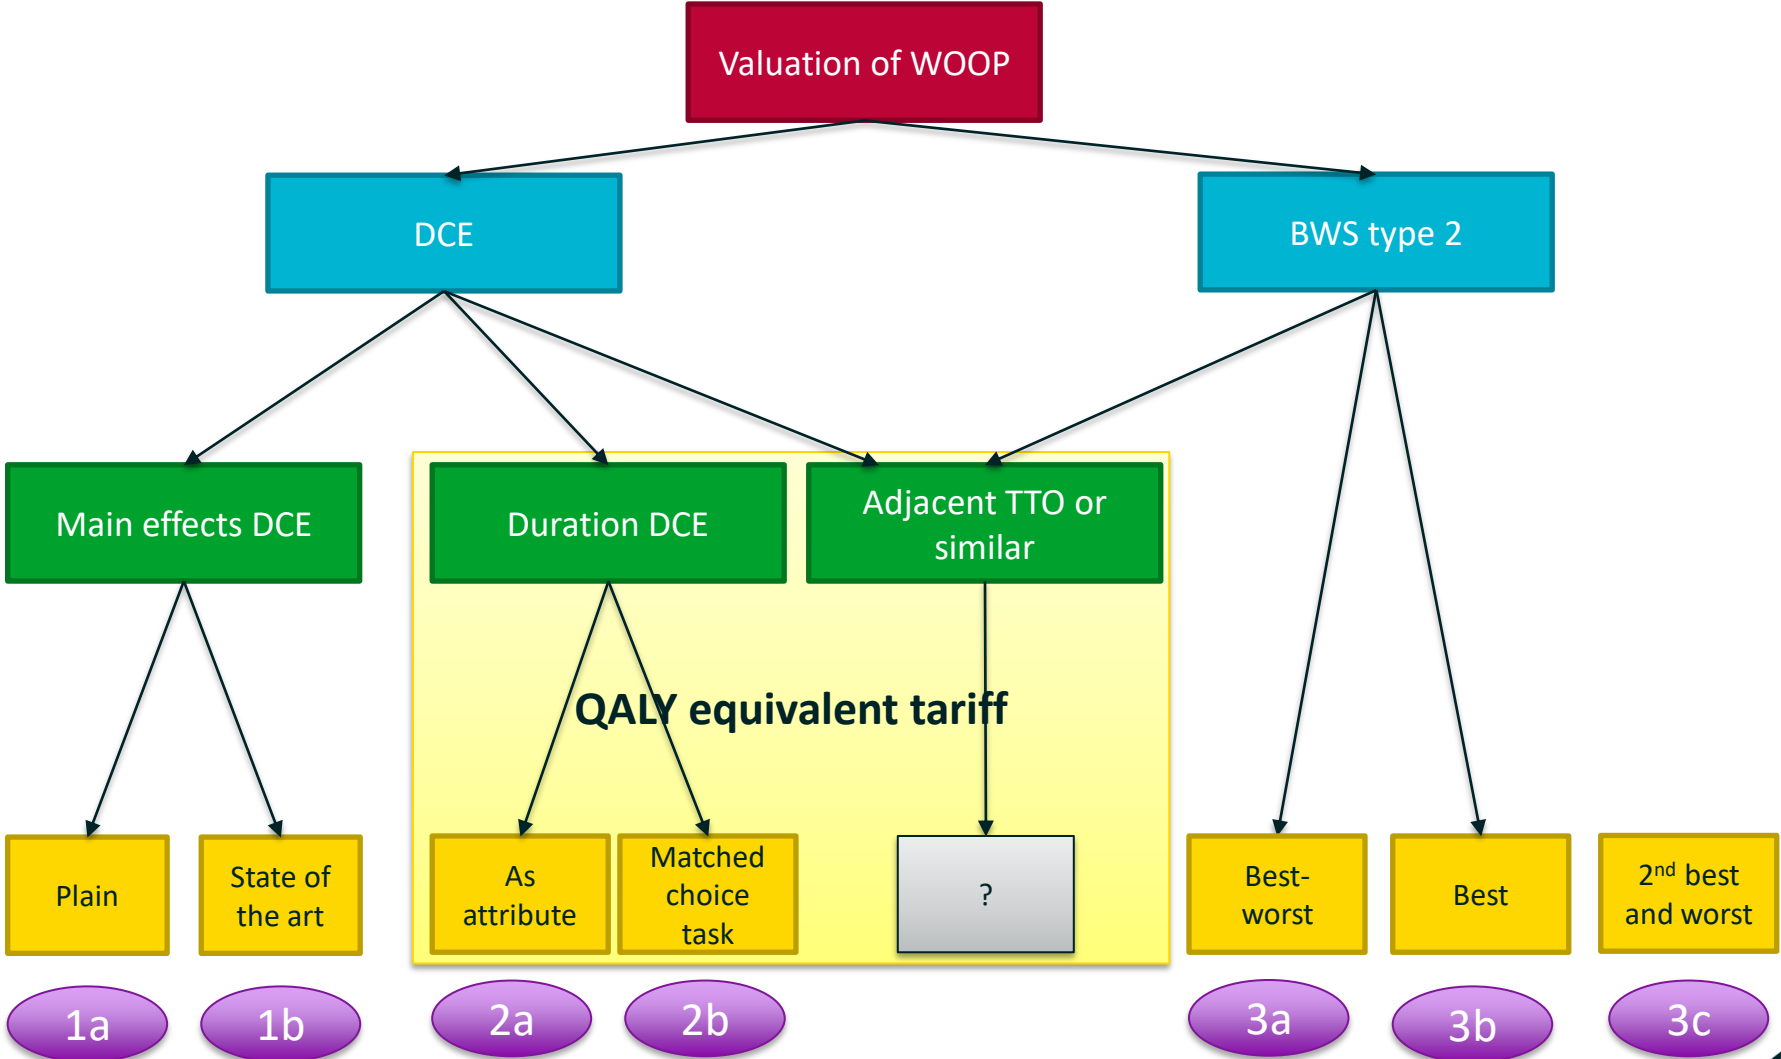 Valuation of WOOP
DCE
BWS type 2
Main effects DCE
Duration DCE
Adjacent TTO or
similar
QALY equivalent tariff
Plain
State of
the art
As
attribute
Matched
choice
task
?
Best-
worst
Best
2nd best
and worst
1a
1b
2a
2b
3a
3b
3c